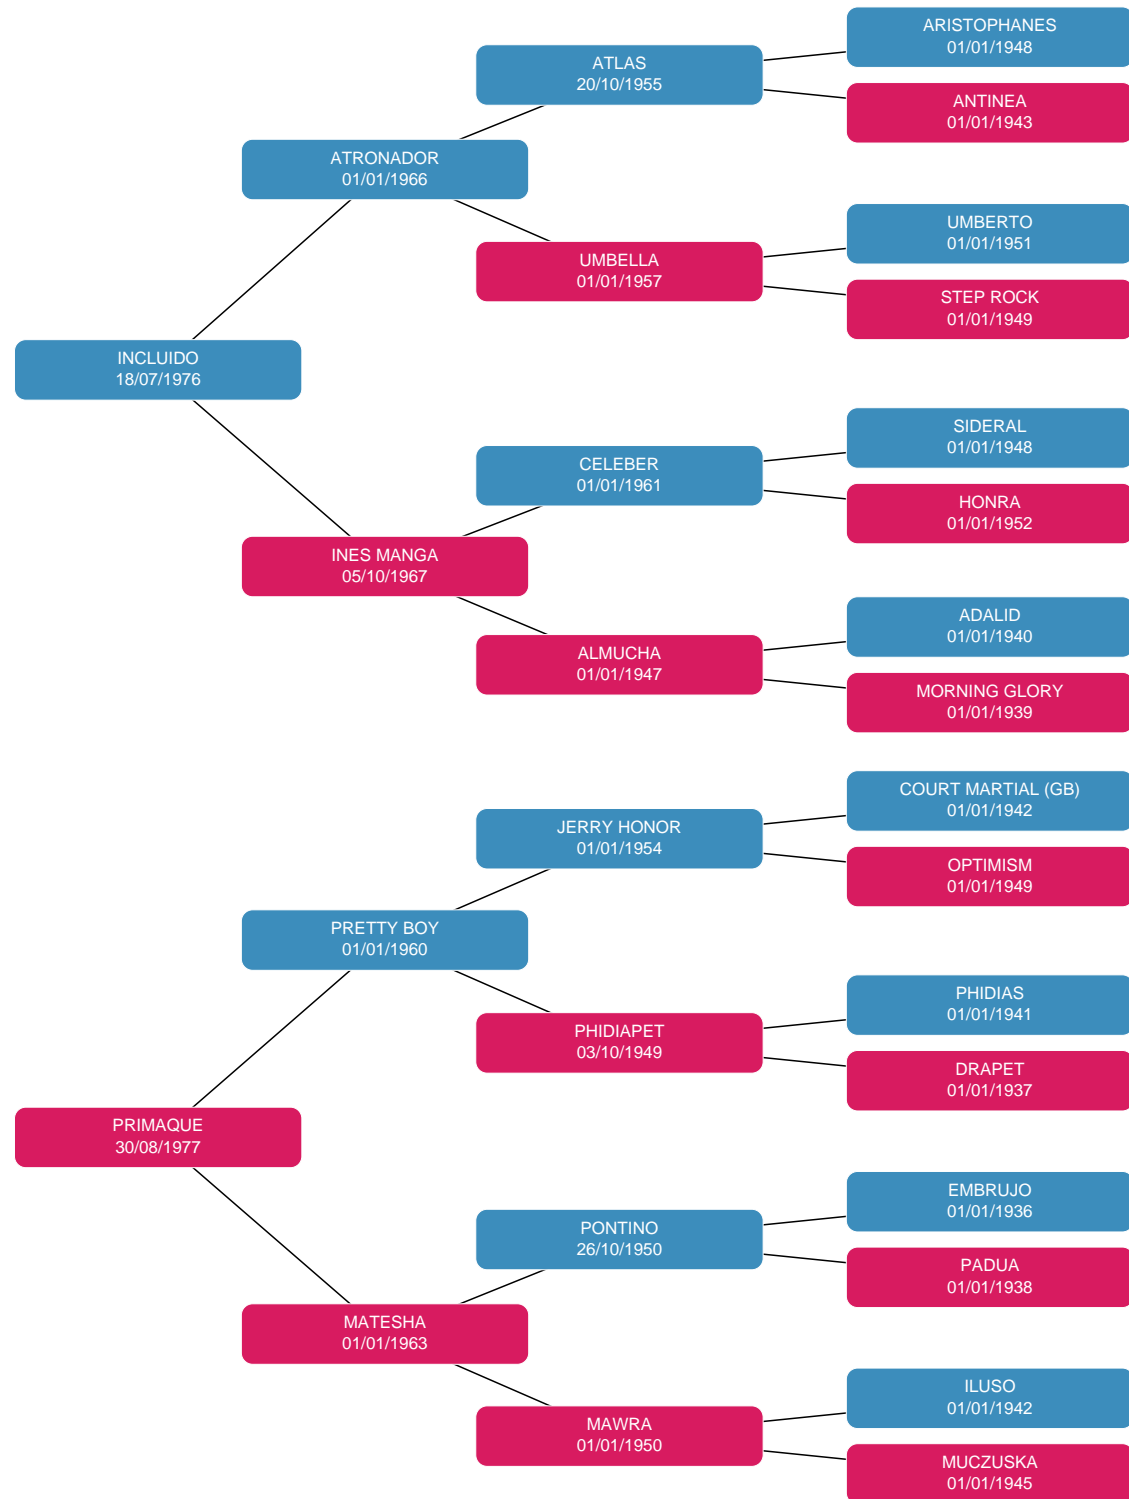 ARISTOPHANES
01/01/1948
ATLAS
20/10/1955
ANTINEA
01/01/1943
ATRONADOR
01/01/1966
UMBERTO
01/01/1951
UMBELLA
01/01/1957
STEP ROCK
01/01/1949
INCLUIDO
18/07/1976
SIDERAL
01/01/1948
CELEBER
01/01/1961
HONRA
01/01/1952
INES MANGA
05/10/1967
ADALID
01/01/1940
ALMUCHA
01/01/1947
MORNING GLORY
01/01/1939
COURT MARTIAL (GB)
01/01/1942
JERRY HONOR
01/01/1954
OPTIMISM
01/01/1949
PRETTY BOY
01/01/1960
PHIDIAS
01/01/1941
PHIDIAPET
03/10/1949
DRAPET
01/01/1937
PRIMAQUE
30/08/1977
EMBRUJO
01/01/1936
PONTINO
26/10/1950
PADUA
01/01/1938
MATESHA
01/01/1963
ILUSO
01/01/1942
MAWRA
01/01/1950
MUCZUSKA
01/01/1945